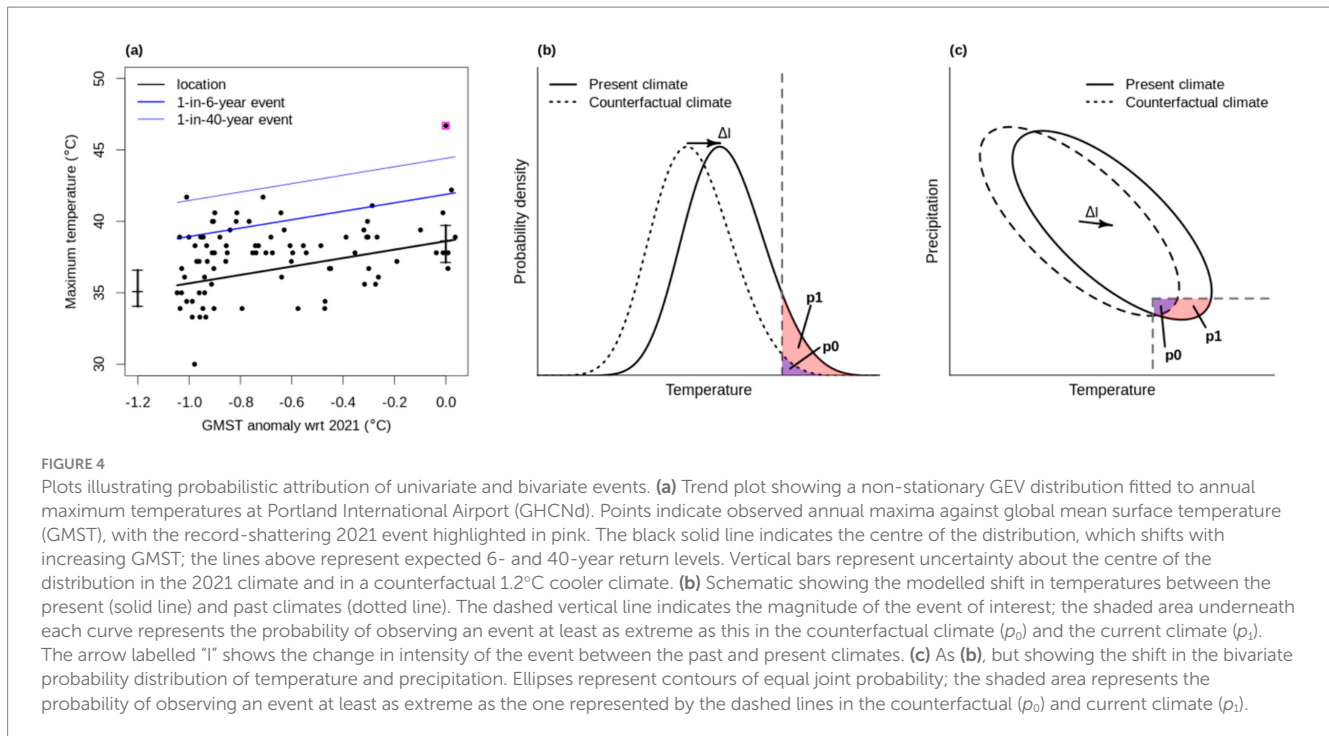 (a)
50
45
40
35
30
Maximum temperature (°C)
location
1-in-6-year event
1-in-40-year event
-1.2 -1.0 -0.8 -0.6 -0.4 -0.2 0.0
GMST anomaly wrt 2021 (°C)
(b)
Present climate
Counterfactual climate
ΔI
Probability density
p1
p0
Temperature
(c)
Present climate
Counterfactual climate
ΔI
Precipitation
p0
p1
Temperature
FIGURE 4
Plots illustrating probabilistic attribution of univariate and bivariate events. (a) Trend plot showing a non-stationary GEV distribution fitted to annual
maximum temperatures at Portland International Airport (GHCNd). Points indicate observed annual maxima against global mean surface temperature
(GMST), with the record-shattering 2021 event highlighted in pink. The black solid line indicates the centre of the distribution, which shifts with
increasing GMST; the lines above represent expected 6- and 40-year return levels. Vertical bars represent uncertainty about the centre of the
distribution in the 2021 climate and in a counterfactual 1.2°C cooler climate. (b) Schematic showing the modelled shift in temperatures between the
present (solid line) and past climates (dotted line). The dashed vertical line indicates the magnitude of the event of interest; the shaded area underneath
each curve represents the probability of observing an event at least as extreme as this in the counterfactual climate (p₀) and the current climate (p₁).
The arrow labelled “I” shows the change in intensity of the event between the past and present climates. (c) As (b), but showing the shift in the bivariate
probability distribution of temperature and precipitation. Ellipses represent contours of equal joint probability; the shaded area represents the
probability of observing an event at least as extreme as the one represented by the dashed lines in the counterfactual (p₀) and current climate (p₁).